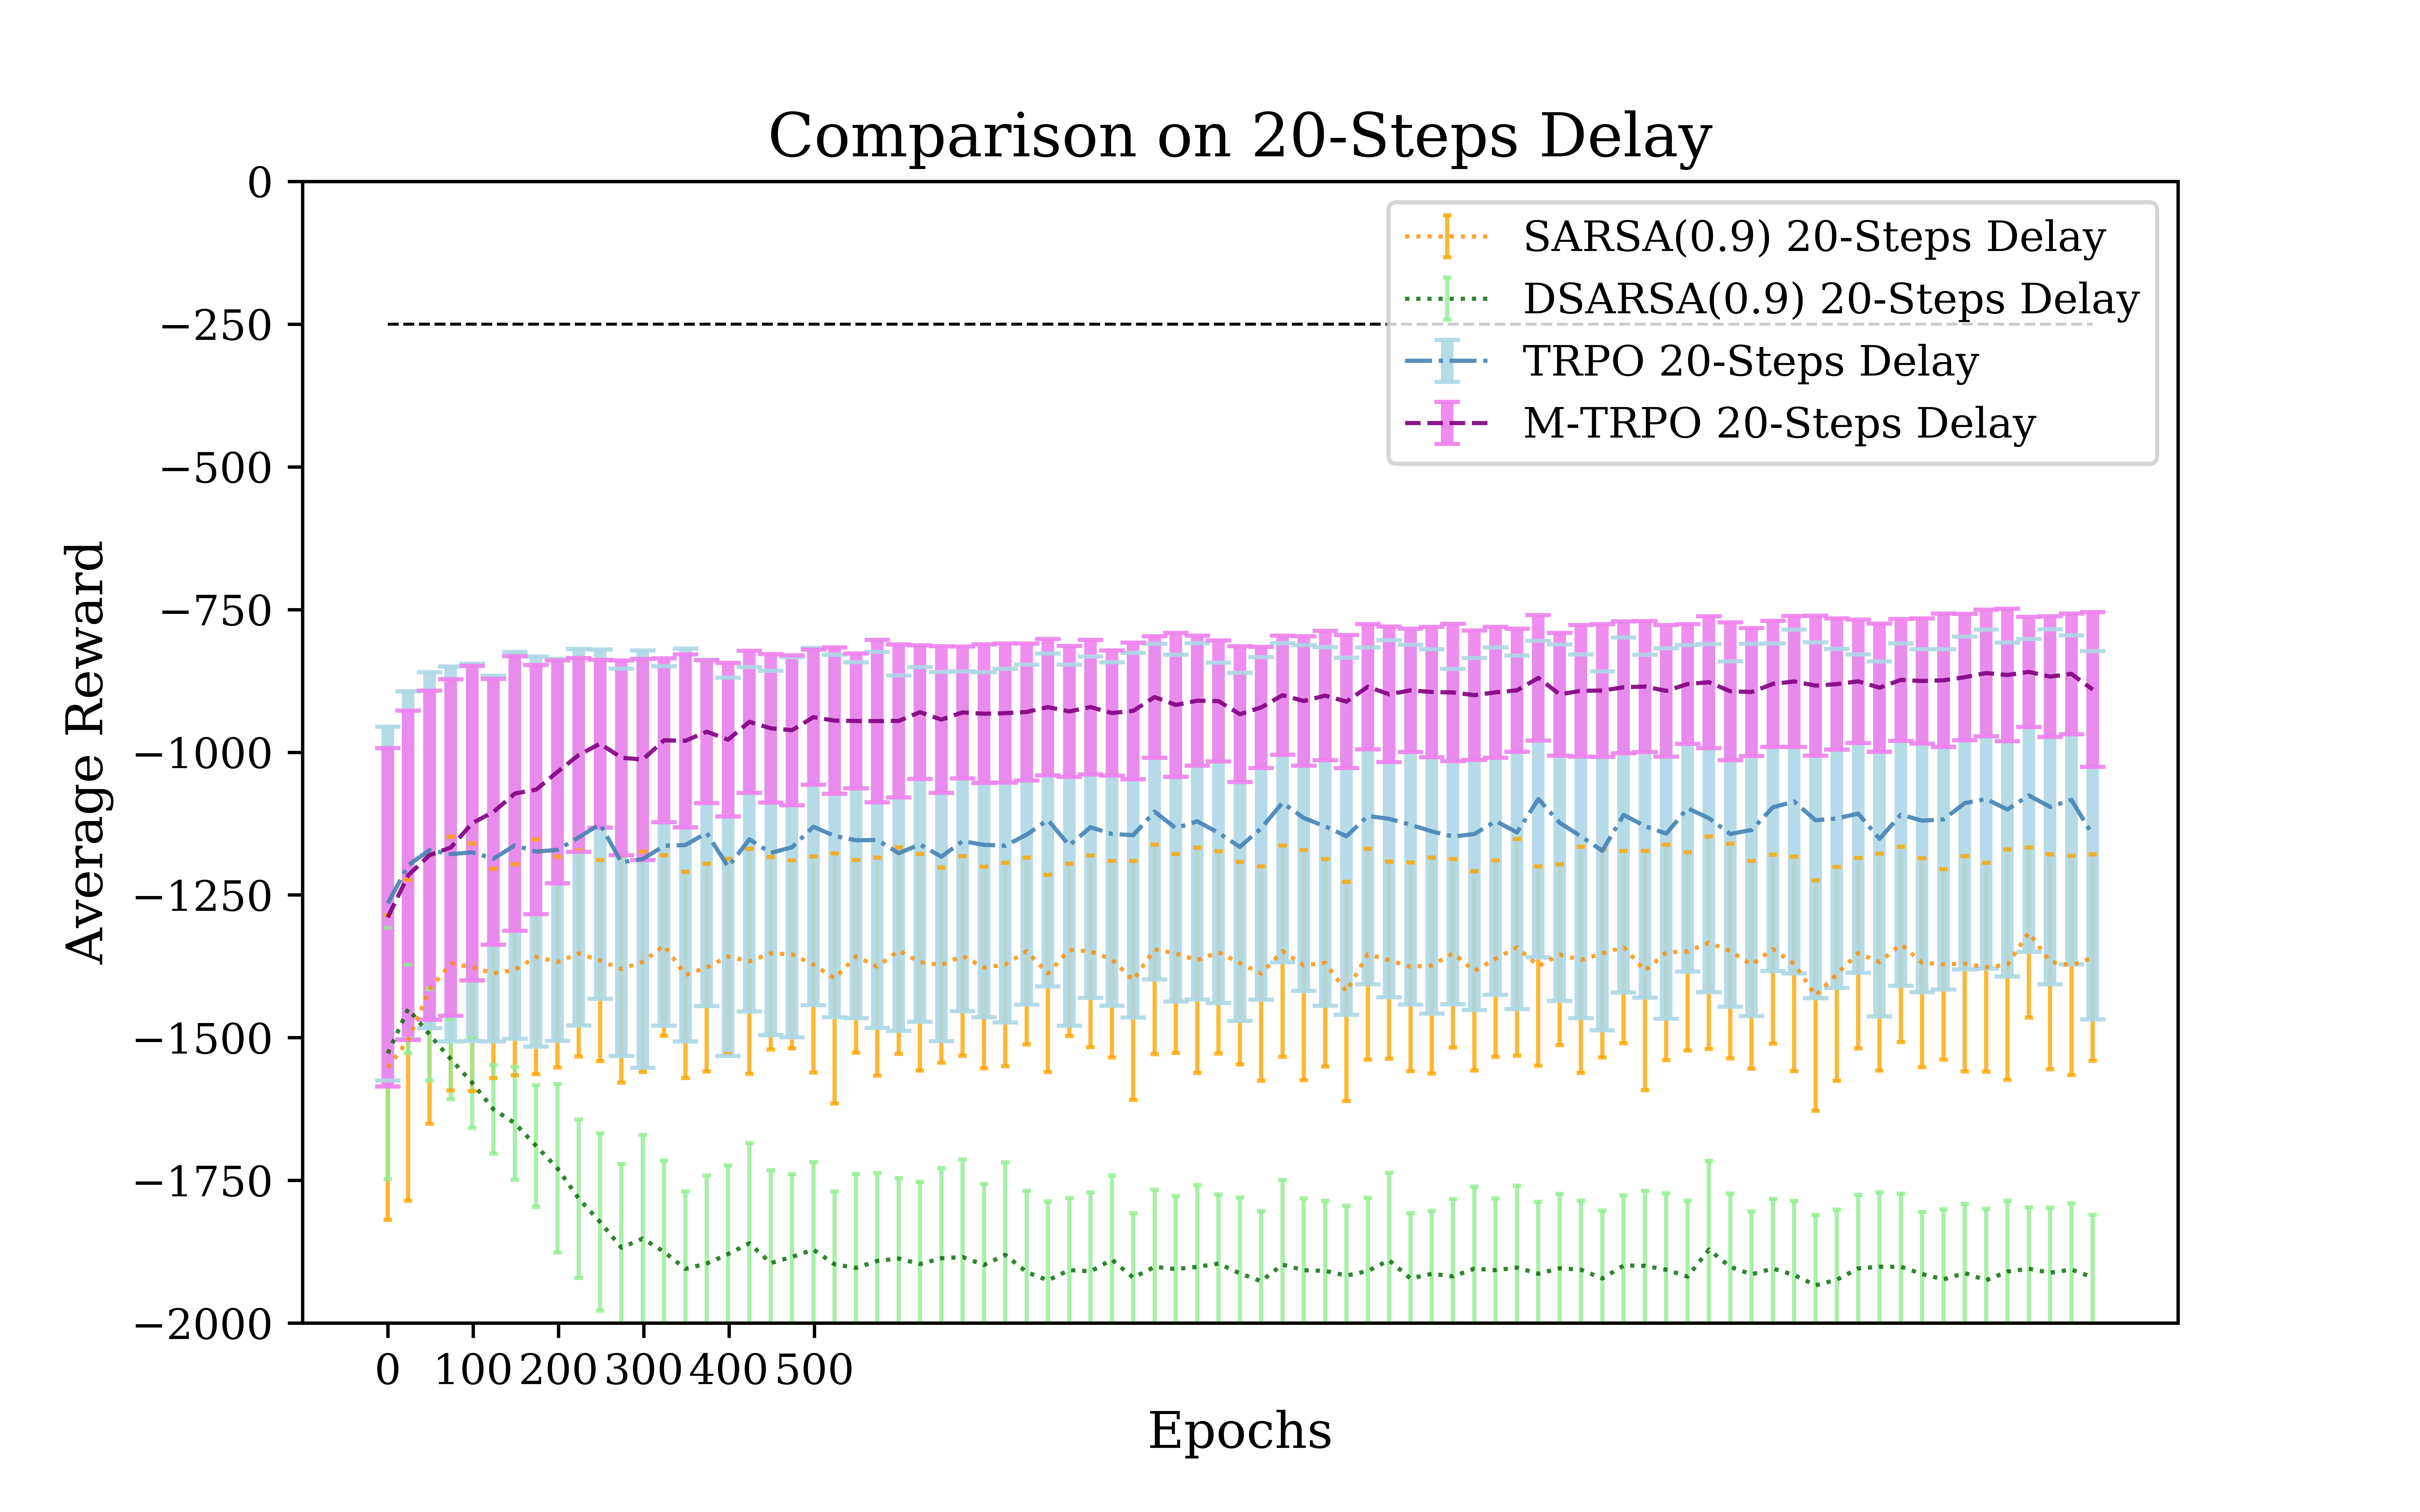 Comparison on 20-Steps Delay
0
−250
−500
−750
−1000
−1250
−1500
−1750
−2000
Average Reward
SARSA(0.9) 20-Steps Delay
DSARSA(0.9) 20-Steps Delay
TRPO 20-Steps Delay
M-TRPO 20-Steps Delay
0 100 200 300 400 500
Epochs